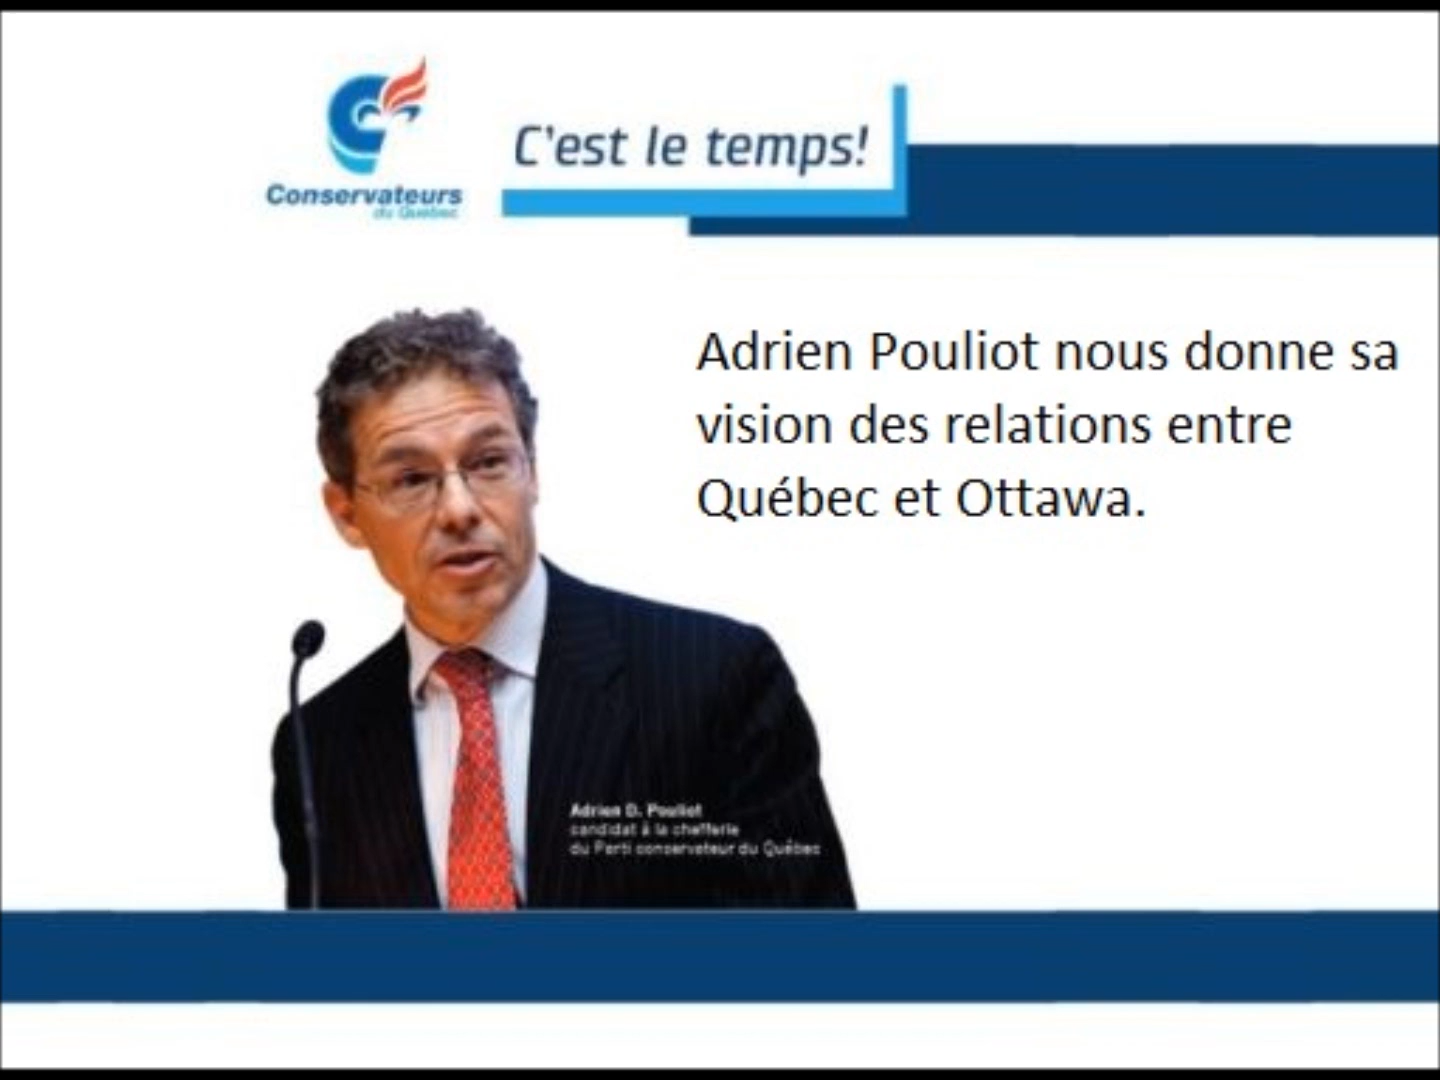 C'est le temps!
Conservateurs
du Québec
Adrien Pouliot nous donne sa
vision des relations entre
Québec et Ottawa.
Adrien D. Pouliot
candidat à la chefferie
du Parti conservateur du Québec